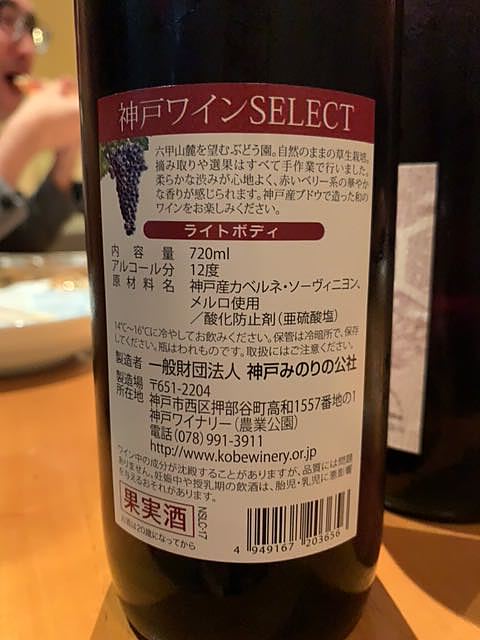 神戸ワインSELECT
六甲山麓を望むぶどう園。自然のままの草生栽培。
摘み取りや選果はすべて手作業で行いました。
柔らかな渋みが心地よく、赤いベリー系の華やか
な香りが感じられます。神戸産ブドウで造った和の
ワインをお楽しみください。
ライトボディ
内容量 720ml
アルコール分 12度
原材料名 神戸産カベルネ・ソーヴィニヨン、
メルロ使用
／酸化防止剤（亜硫酸塩）
14℃〜16℃に冷やしてお飲みください。保管は冷暗所で、保存
してください。瓶はわれものです。取扱にはご注意ください。
製造者 一般財団法人 神戸みのりの公社
製造場所在地 〒651-2204
神戸市西区押部谷町高和1557番地の1
神戸ワイナリー（農業公園）
電話（078）991-3911
http://www.kobewinery.or.jp
ワイン中の成分が沈殿することがありますが、品質には問題
ありません。妊娠中や授乳期の飲酒は、胎児・乳児に悪影響
を与えるおそれがあります。
果実酒
NSLC-17
お酒は20歳になってから
4 949167 203656